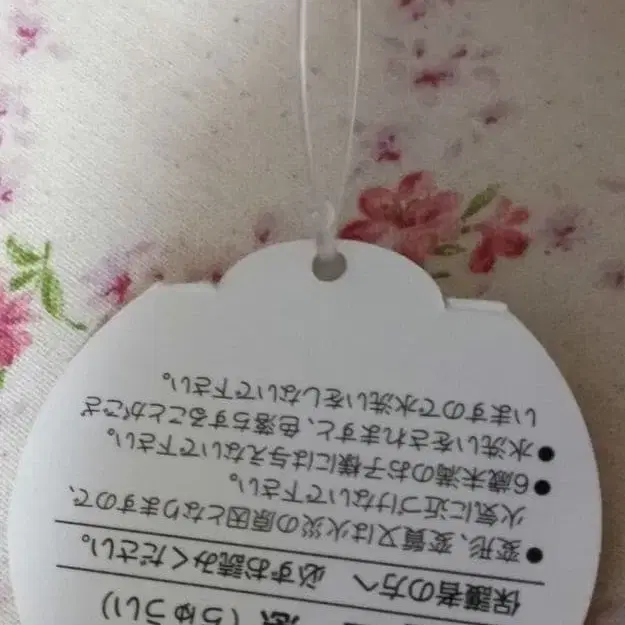 意(ちゅうい)
保護者の方へ 必ずお読みください。
●変形、変質又は火災の原因となりますので、
火気に近づけないで下さい。
●6歳未満のお子様には与えないで下さい。
●水洗いをされますと、色落ちすることがござ
いますので水洗いをしないで下さい。